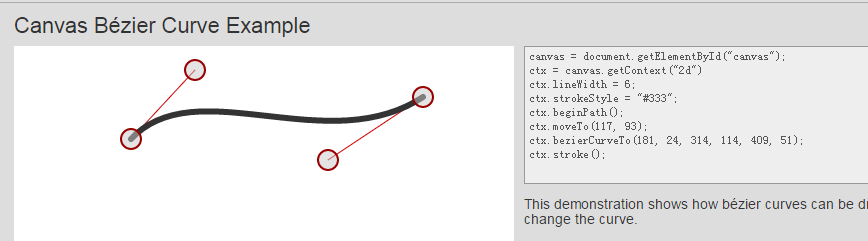 Canvas Bézier Curve Example
canvas = document.getElementById("canvas");
ctx = canvas.getContext("2d")
ctx.lineWidth = 6;
ctx.strokeStyle = "#333";
ctx.beginPath();
ctx.moveTo(117, 93);
ctx.bezierCurveTo(181, 24, 314, 114, 409, 51);
ctx.stroke();
This demonstration shows how bézier curves can be
change the curve.